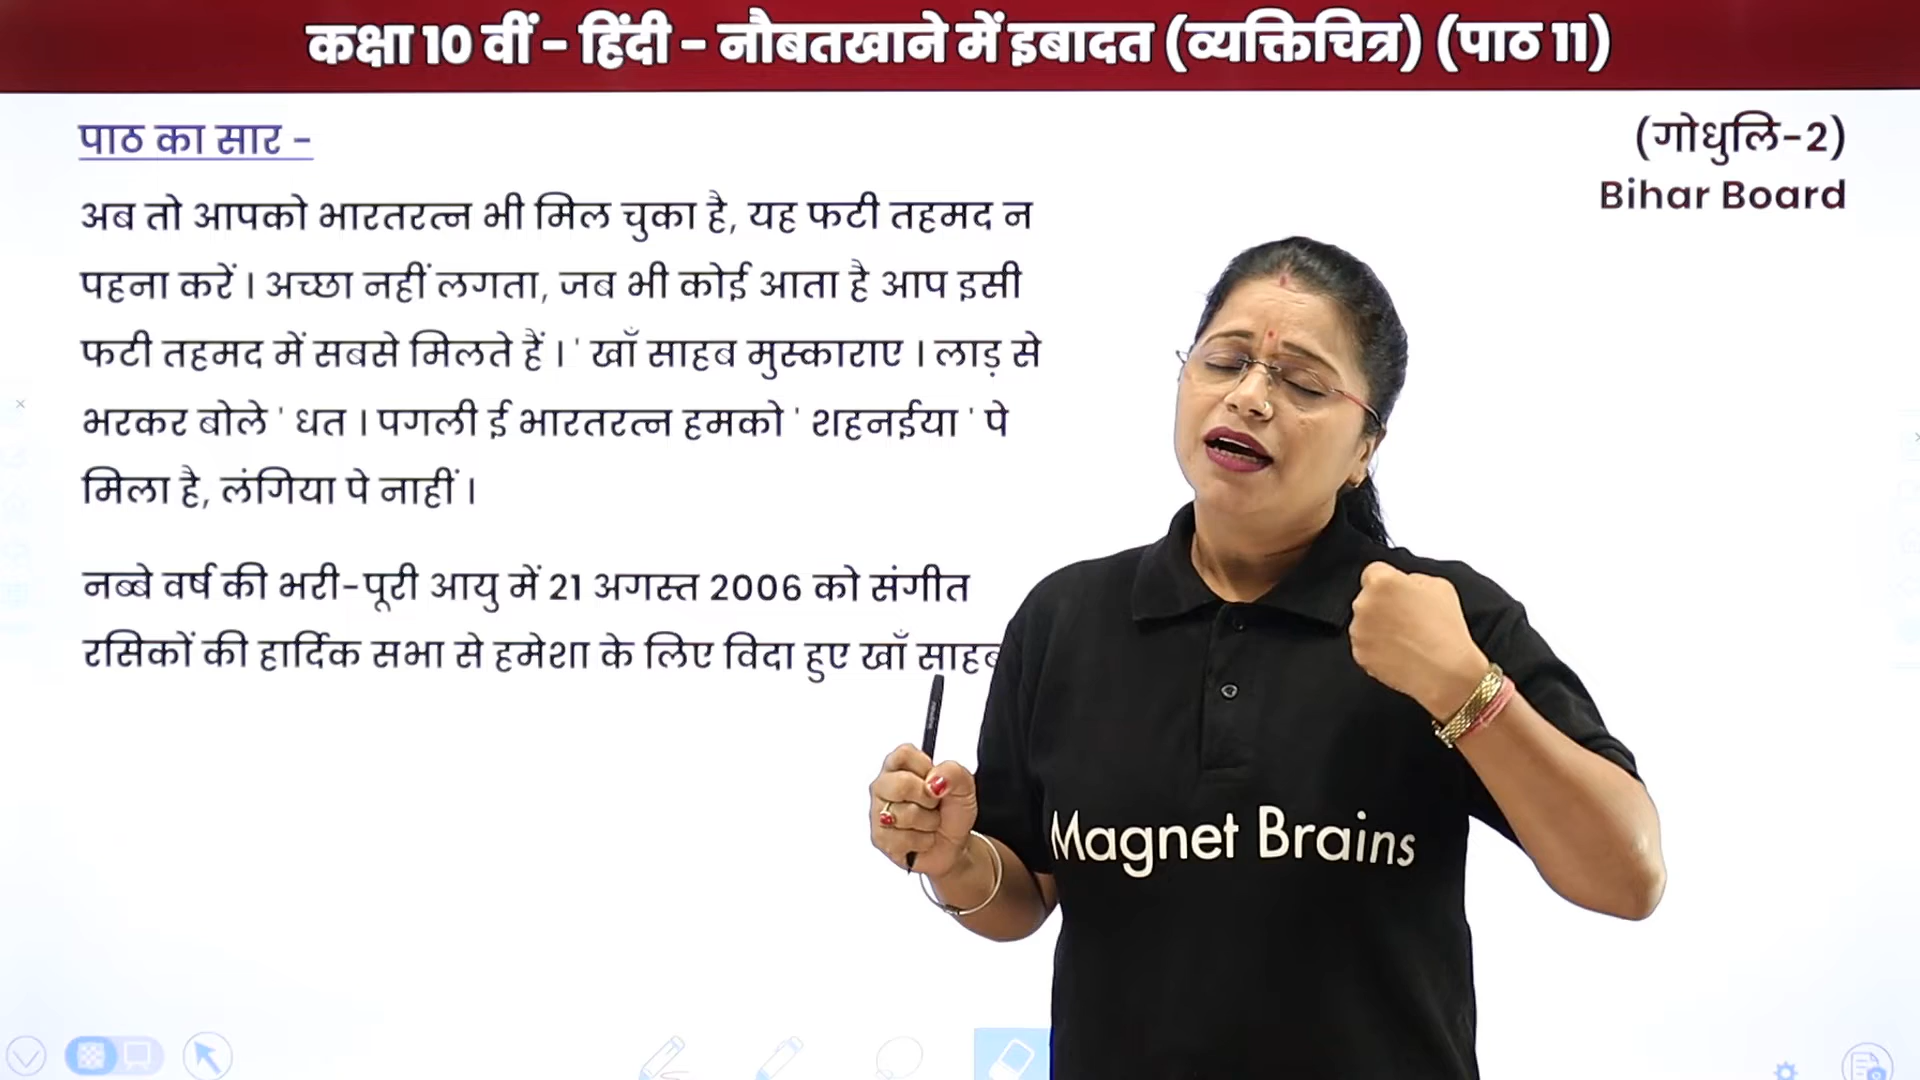 कक्षा 10 वीं - हिंदी - नौबतखाने में इबादत (व्यक्तिचित्र) (पाठ 11)
पाठ का सार -
(गोधुलि-2)
Bihar Board
अब तो आपको भारतरत्न भी मिल चुका है, यह फटी तहमद न
पहना करें । अच्छा नहीं लगता, जब भी कोई आता है आप इसी
फटी तहमद में सबसे मिलते हैं । ' खाँ साहब मुस्काराए । लाड़ से
भरकर बोले ' धत । पगली ई भारतरत्न हमको ' शहनईया ' पे
मिला है, लंगिया पे नाहीं ।
नब्बे वर्ष की भरी-पूरी आयु में 21 अगस्त 2006 को संगीत
रसिकों की हार्दिक सभा से हमेशा के लिए विदा हुए खाँ साहब
Magnet Brains